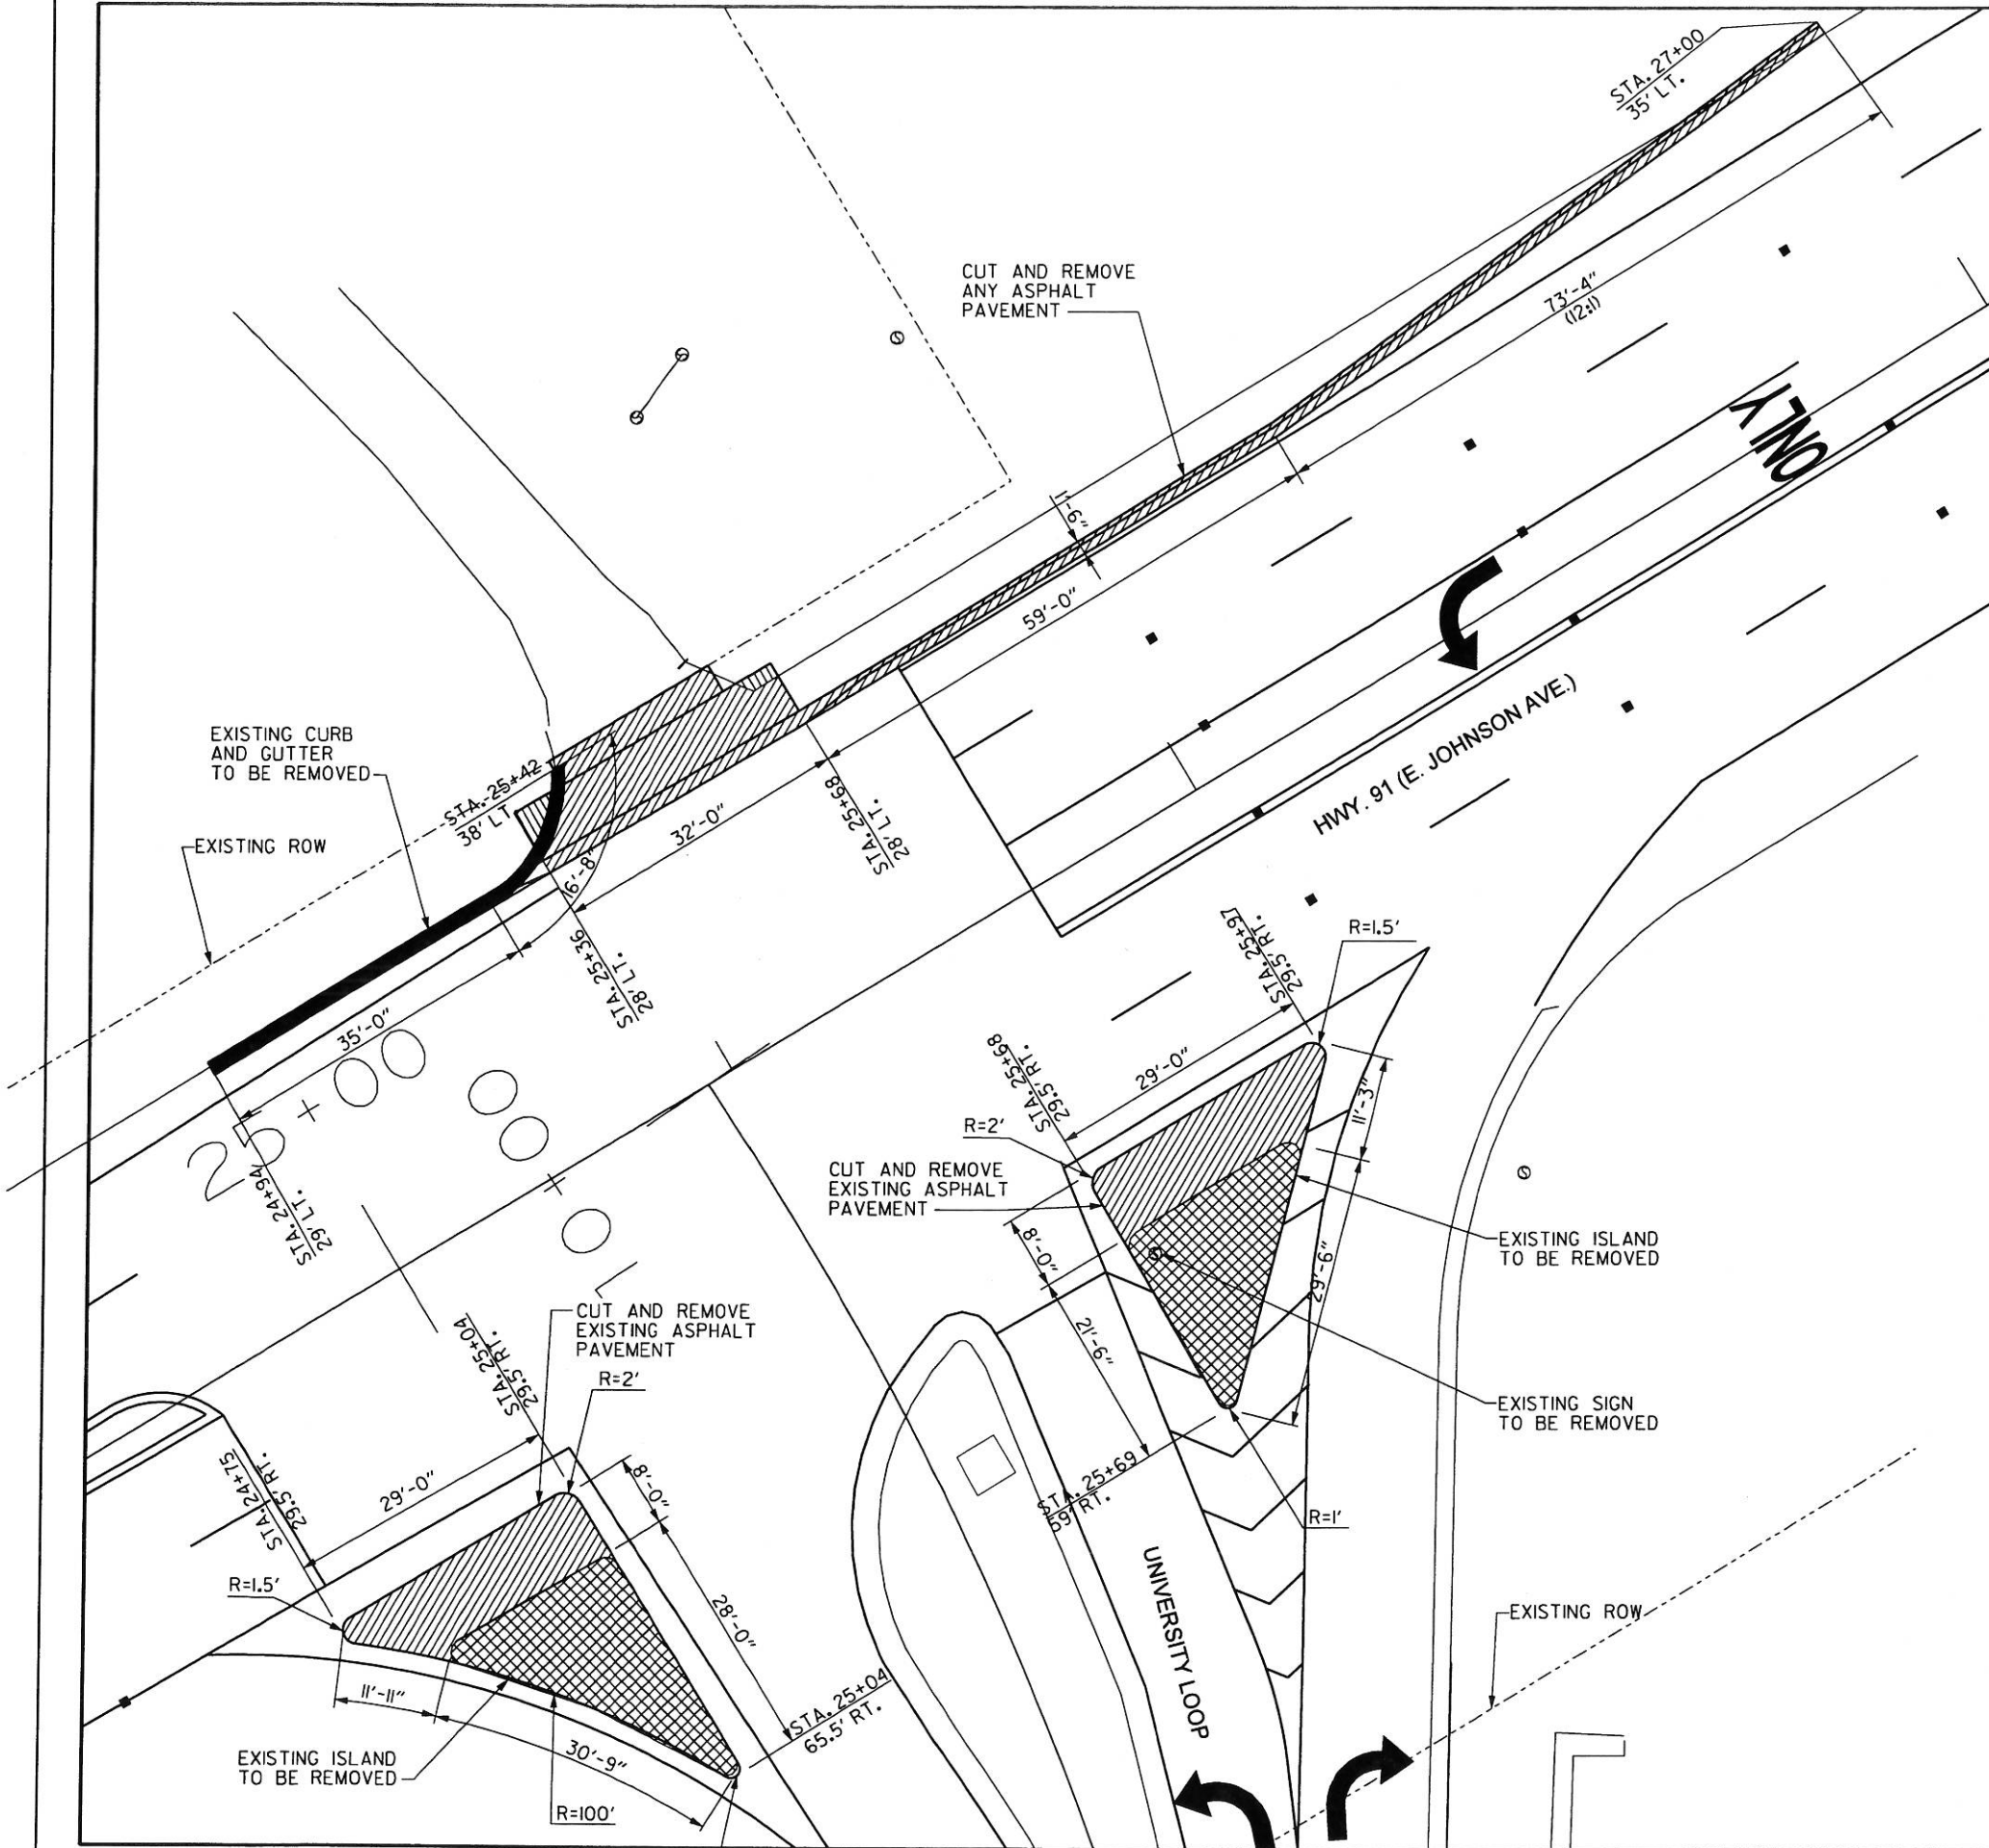 STA. 27+00
35' LT.
CUT AND REMOVE
ANY ASPHALT
PAVEMENT
73'-4"
(12:1)
ONLY
1'-6"
59'-0"
HWY. 91 (E. JOHNSON AVE.)
EXISTING CURB
AND GUTTER
TO BE REMOVED
STA. 25+42
38' LT.
EXISTING ROW
32'-0"
STA. 25+68
28' LT.
16'-8"
STA. 25+36
28' LT.
35'-0"
25+00
STA. 24+94
29' LT.
STA. 25+97
29.5' RT.
R=1.5'
STA. 25+68
29.5' RT.
29'-0"
R=2'
11'-3"
CUT AND REMOVE
EXISTING ASPHALT
PAVEMENT
8'-0"
EXISTING ISLAND
TO BE REMOVED
29'-6"
21'-6"
EXISTING SIGN
TO BE REMOVED
STA. 25+69
59' RT.
R=1'
10+00
CUT AND REMOVE
EXISTING ASPHALT
PAVEMENT
STA. 25+04
29.5' RT.
R=2'
STA. 24+75
29.5' RT.
29'-0"
8'-0"
R=1.5'
28'-0"
11'-11"
STA. 25+04
65.5' RT.
30'-9"
EXISTING ISLAND
TO BE REMOVED
R=100'
UNIVERSITY LOOP
EXISTING ROW